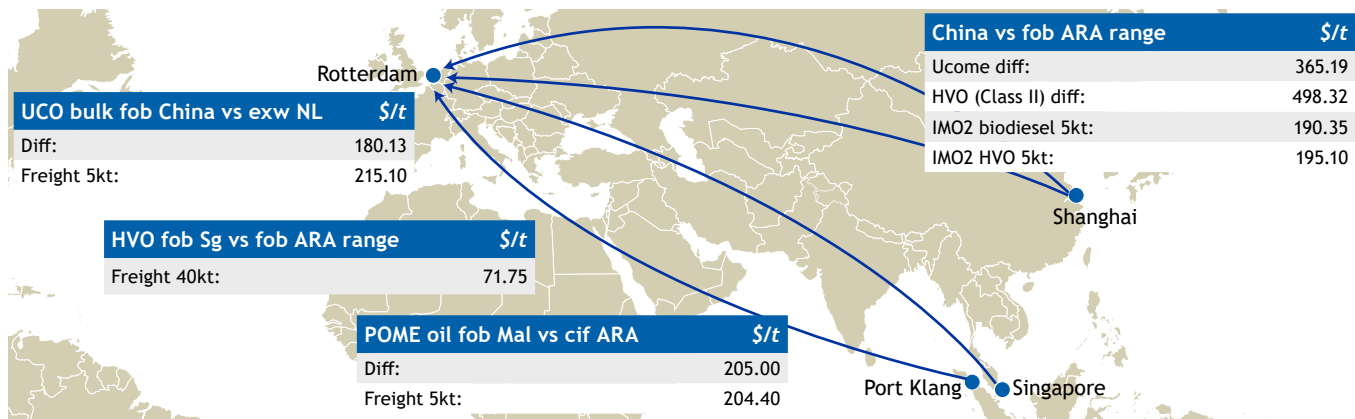 China vs fob ARA range $/t
Ucome diff: 365.19
HVO (Class II) diff: 498.32
IMO2 biodiesel 5kt: 190.35
IMO2 HVO 5kt: 195.10
Rotterdam
UCO bulk fob China vs exw NL $/t
Diff: 180.13
Freight 5kt: 215.10
Shanghai
HVO fob Sg vs fob ARA range $/t
Freight 40kt: 71.75
POME oil fob Mal vs cif ARA $/t
Diff: 205.00
Freight 5kt: 204.40
Port Klang
Singapore